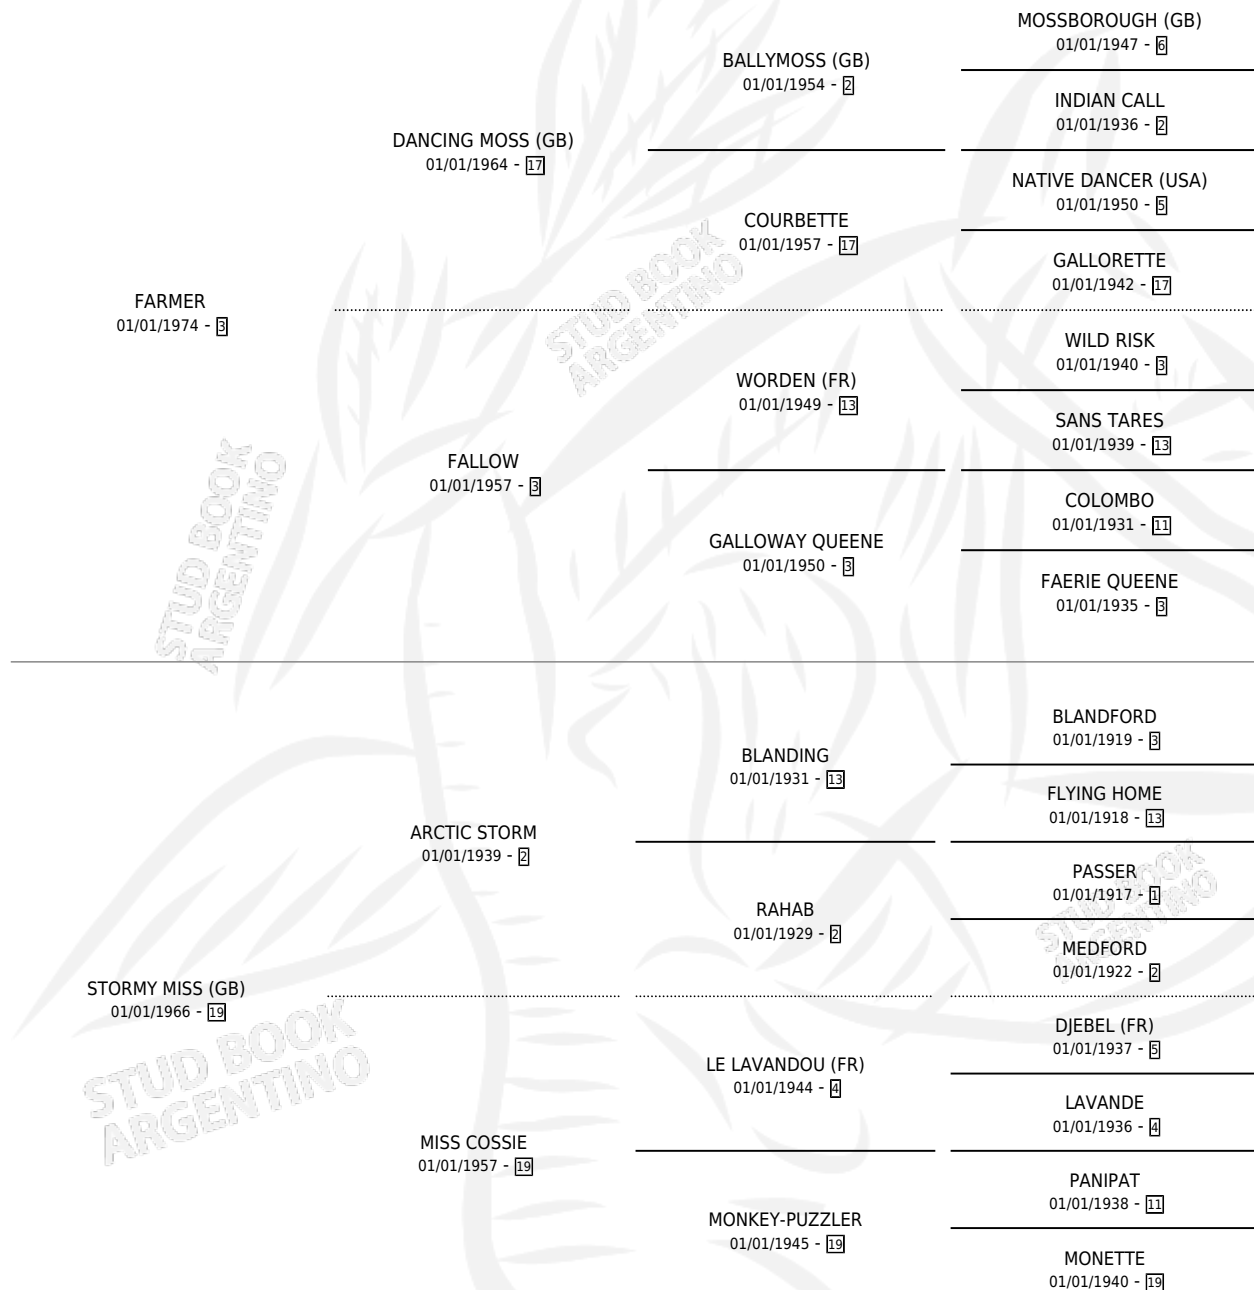 MOSSBOROUGH (GB)
01/01/1947 - 6
BALLYMOSS (GB)
01/01/1954 - 2
INDIAN CALL
01/01/1936 - 2
DANCING MOSS (GB)
01/01/1964 - 17
NATIVE DANCER (USA)
01/01/1950 - 5
COURBETTE
01/01/1957 - 17
GALLORETTE
01/01/1942 - 17
FARMER
01/01/1974 - 3
WILD RISK
01/01/1940 - 3
WORDEN (FR)
01/01/1949 - 13
SANS TARES
01/01/1939 - 13
FALLOW
01/01/1957 - 3
COLOMBO
01/01/1931 - 11
GALLOWAY QUEENE
01/01/1950 - 3
FAERIE QUEENE
01/01/1935 - 3
BLANDFORD
01/01/1919 - 3
BLANDING
01/01/1931 - 13
FLYING HOME
01/01/1918 - 13
ARCTIC STORM
01/01/1939 - 2
PASSER
01/01/1917 - 1
RAHAB
01/01/1929 - 2
MEDFORD
01/01/1922 - 2
STORMY MISS (GB)
01/01/1966 - 19
DJEBEL (FR)
01/01/1937 - 5
LE LAVANDOU (FR)
01/01/1944 - 4
LAVANDE
01/01/1936 - 4
MISS COSSIE
01/01/1957 - 19
PANIPAT
01/01/1938 - 11
MONKEY-PUZZLER
01/01/1945 - 19
MONETTE
01/01/1940 - 19
STUD BOOK
ARGENTINO
STUD BOOK
ARGENTINO
STUD BOOK
ARGENTINO
STUD BOOK
ARGENTINO